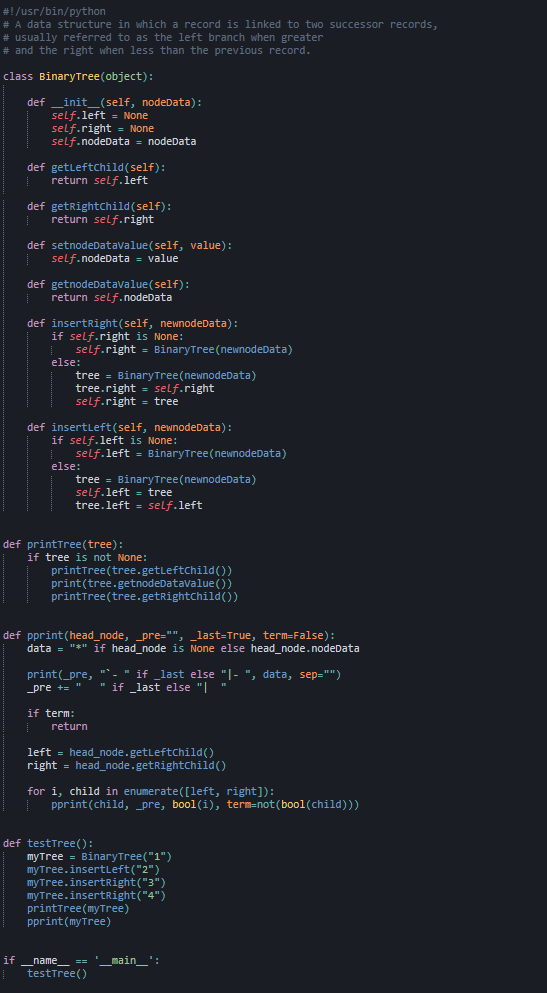 #!/usr/bin/python
# A data structure in which a record is linked to two successor records,
# usually referred to as the left branch when greater
# and the right when less than the previous record.

class BinaryTree(object):

    def __init__(self, nodeData):
        self.left = None
        self.right = None
        self.nodeData = nodeData

    def getLeftChild(self):
        return self.left

    def getRightChild(self):
        return self.right

    def setnodeDataValue(self, value):
        self.nodeData = value

    def getnodeDataValue(self):
        return self.nodeData

    def insertRight(self, newnodeData):
        if self.right is None:
            self.right = BinaryTree(newnodeData)
        else:
            tree = BinaryTree(newnodeData)
            tree.right = self.right
            self.right = tree

    def insertLeft(self, newnodeData):
        if self.left is None:
            self.left = BinaryTree(newnodeData)
        else:
            tree = BinaryTree(newnodeData)
            self.left = tree
            tree.left = self.left


def printTree(tree):
    if tree is not None:
        printTree(tree.getLeftChild())
        print(tree.getnodeDataValue())
        printTree(tree.getRightChild())


def pprint(head_node, _pre="", _last=True, term=False):
    data = "*" if head_node is None else head_node.nodeData

    print(_pre, "`- " if _last else "|- ", data, sep="")
    _pre += "   " if _last else "|  "

    if term:
        return

    left = head_node.getLeftChild()
    right = head_node.getRightChild()

    for i, child in enumerate([left, right]):
        pprint(child, _pre, bool(i), term=not(bool(child)))


def testTree():
    myTree = BinaryTree("1")
    myTree.insertLeft("2")
    myTree.insertRight("3")
    myTree.insertRight("4")
    printTree(myTree)
    pprint(myTree)


if __name__ == '__main__':
    testTree()